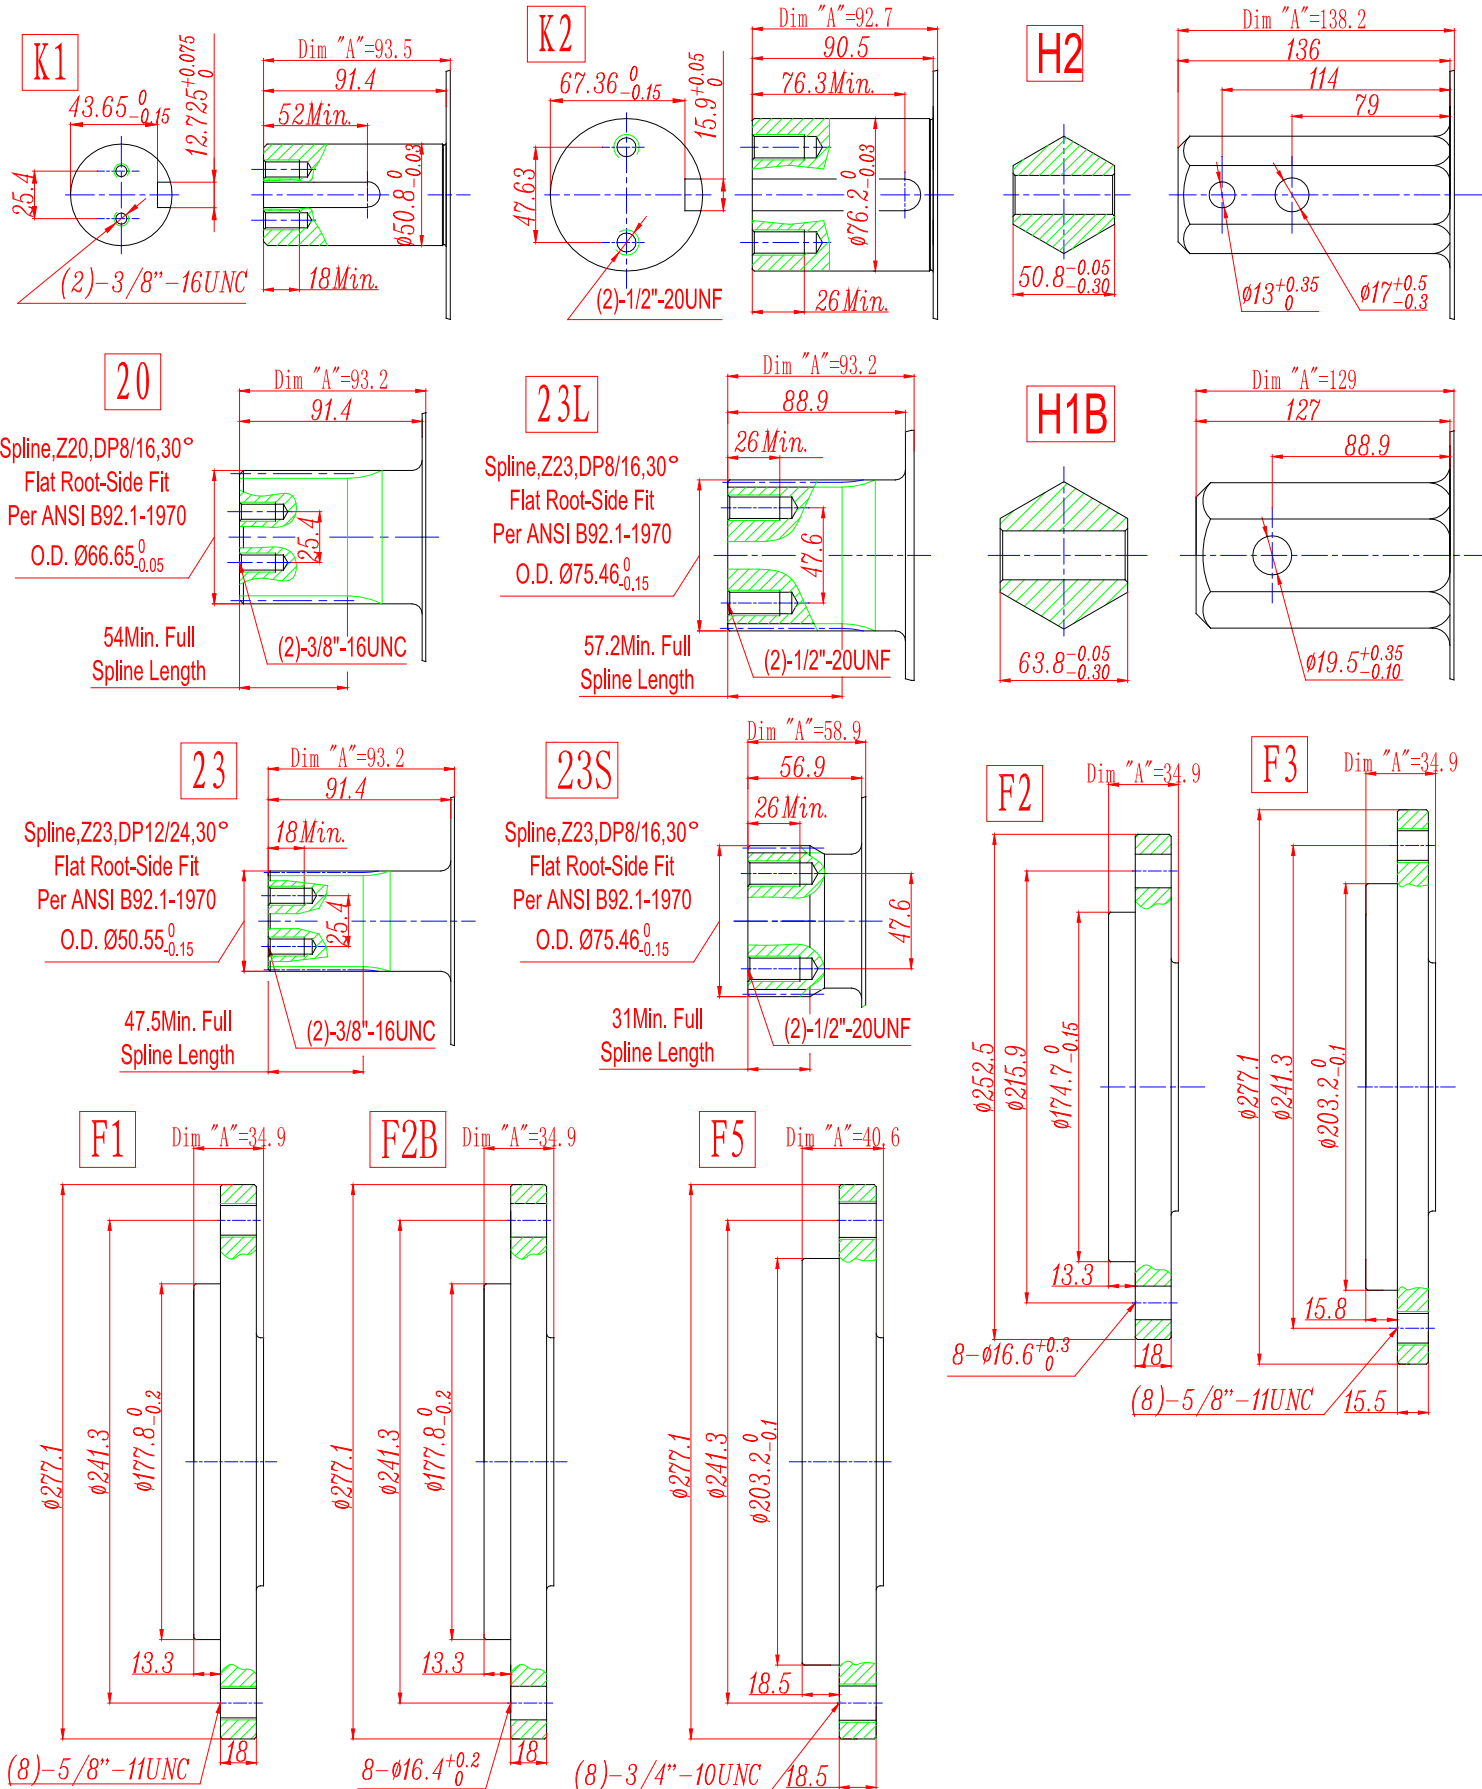 K1
Dim "A"=93.5
91.4
52Min.
43.65 0 -0.15
12.725 +0.075 0
25.4
ø50.8 0 -0.03
(2)-3/8"-16UNC
18Min.
K2
Dim "A"=92.7
90.5
76.3Min.
67.36 0 -0.15
15.9 +0.05 0
47.63
ø76.2 0 -0.03
(2)-1/2"-20UNF
26Min.
H2
Dim "A"=138.2
136
114
79
50.8 -0.05 -0.30
ø13 +0.35 0
ø17 +0.5 -0.3
20
Dim "A"=93.2
91.4
Spline,Z20,DP8/16,30°
Flat Root-Side Fit
Per ANSI B92.1-1970
O.D. Ø66.65 0 -0.05
25.4
54Min. Full
Spline Length
(2)-3/8"-16UNC
23L
Dim "A"=93.2
88.9
26Min.
Spline,Z23,DP8/16,30°
Flat Root-Side Fit
Per ANSI B92.1-1970
O.D. Ø75.46 0 -0.15
47.6
57.2Min. Full
Spline Length
(2)-1/2"-20UNF
H1B
Dim "A"=129
127
88.9
63.8 -0.05 -0.30
ø19.5 +0.35 -0.10
23
Dim "A"=93.2
91.4
18Min.
Spline,Z23,DP12/24,30°
Flat Root-Side Fit
Per ANSI B92.1-1970
O.D. Ø50.55 0 -0.15
25.4
47.5Min. Full
Spline Length
(2)-3/8"-16UNC
23S
Dim "A"=58.9
56.9
26Min.
Spline,Z23,DP8/16,30°
Flat Root-Side Fit
Per ANSI B92.1-1970
O.D. Ø75.46 0 -0.15
47.6
31Min. Full
Spline Length
(2)-1/2"-20UNF
F2
Dim "A"=34.9
ø252.5
ø215.9
ø174.7 0 -0.15
13.3
18
8-ø16.6 +0.3 0
F3
Dim "A"=34.9
ø277.1
ø241.3
ø203.2 0 -0.1
15.8
(8)-5/8"-11UNC
15.5
F1
Dim "A"=34.9
ø277.1
ø241.3
ø177.8 0 -0.2
13.3
(8)-5/8"-11UNC
18
F2B
Dim "A"=34.9
ø277.1
ø241.3
ø177.8 0 -0.2
13.3
8-ø16.4 +0.2 0
18
F5
Dim "A"=40.6
ø277.1
ø241.3
ø203.2 0 -0.1
18.5
(8)-3/4"-10UNC
18.5